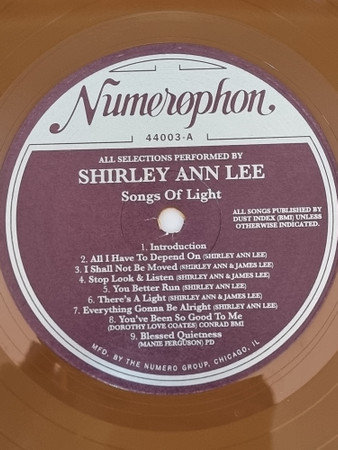 Numerophon
44003-A
ALL SELECTIONS PERFORMED BY
SHIRLEY ANN LEE
Songs Of Light
ALL SONGS PUBLISHED BY
DUST INDEX (BMI) UNLESS
OTHERWISE INDICATED.
1. Introduction
2. All I Have To Depend On (SHIRLEY ANN LEE)
3. I Shall Not Be Moved (SHIRLEY ANN & JAMES LEE)
4. Stop Look & Listen (SHIRLEY ANN & JAMES LEE)
5. You Better Run (SHIRLEY ANN LEE)
6. There's A Light (SHIRLEY ANN & JAMES LEE)
7. Everything Gonna Be Alright (SHIRLEY ANN LEE)
8. You've Been So Good To Me
(DOROTHY LOVE COATES) CONRAD BMI
9. Blessed Quietness
(MANIE FERGUSON) PD
MFD. BY THE NUMERO GROUP, CHICAGO, IL